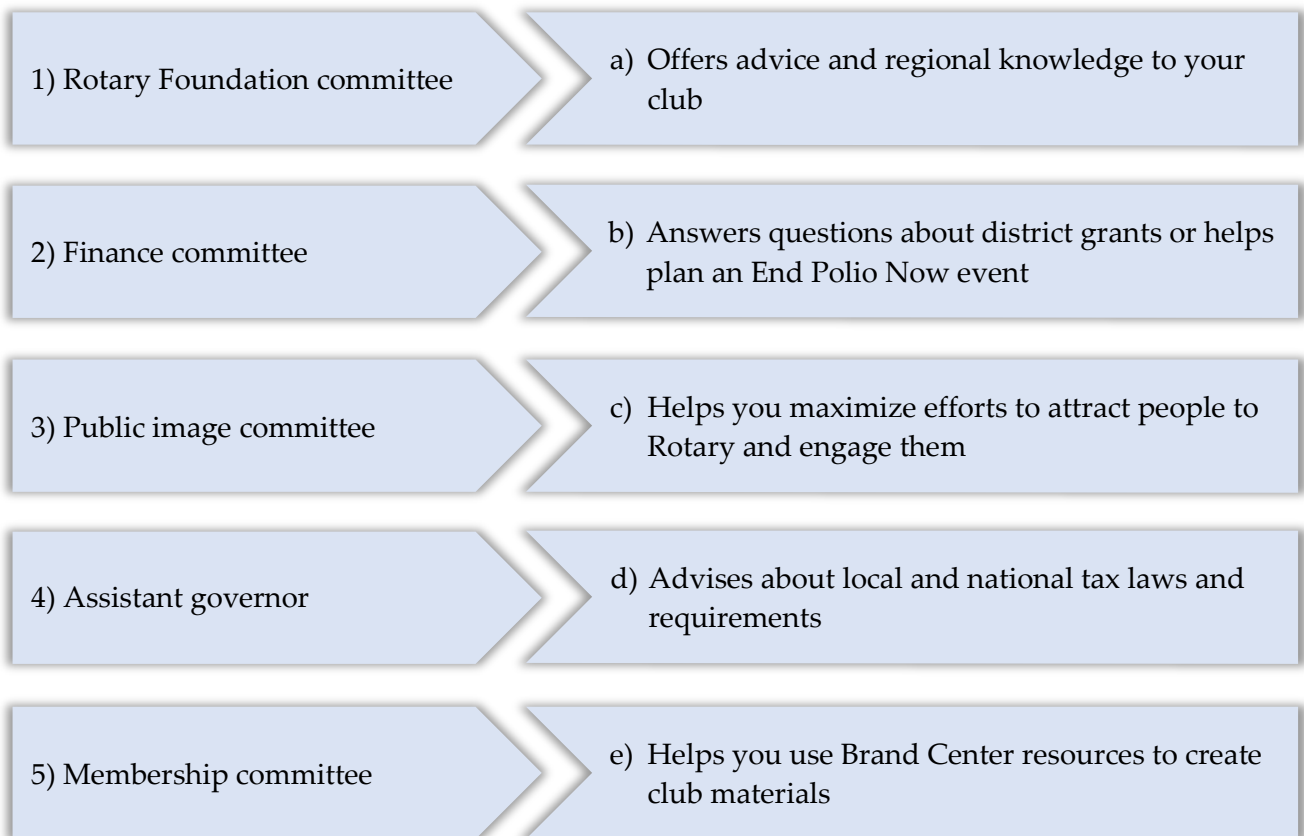 1) Rotary Foundation committee
a) Offers advice and regional knowledge to your
club
2) Finance committee
b) Answers questions about district grants or helps
plan an End Polio Now event
3) Public image committee
c) Helps you maximize efforts to attract people to
Rotary and engage them
4) Assistant governor
d) Advises about local and national tax laws and
requirements
5) Membership committee
e) Helps you use Brand Center resources to create
club materials